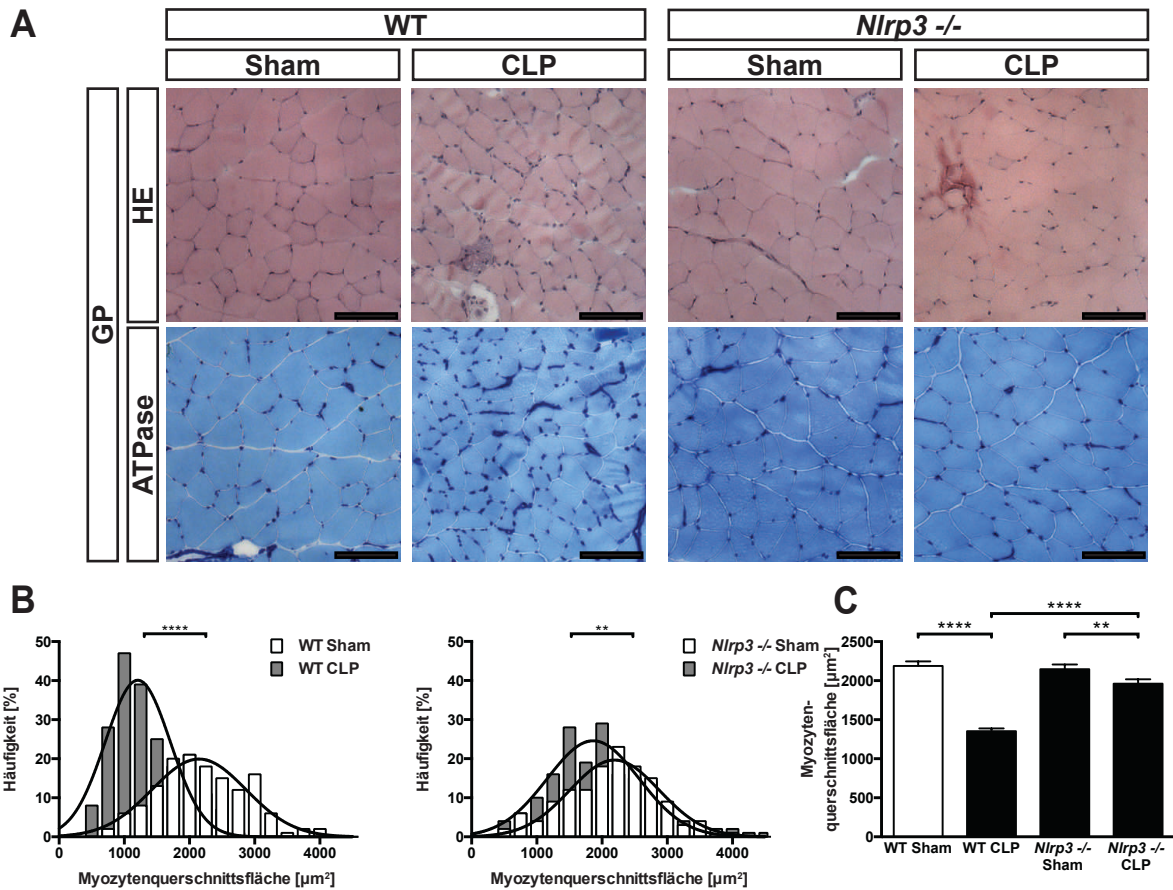 A
WT
Nlrp3 -/-
Sham
CLP
Sham
CLP
GP
HE
ATPase
B
****
WT Sham
WT CLP
Häufigkeit [%]
50
40
30
20
10
0
0 1000 2000 3000 4000
Myozytenquerschnittsfläche [µm²]
**
Nlrp3 -/- Sham
Nlrp3 -/- CLP
Häufigkeit [%]
50
40
30
20
10
0
0 1000 2000 3000 4000
Myozytenquerschnittsfläche [µm²]
C
****
****
**
Myozyten-
querschnittsfläche [µm²]
2500
2000
1500
1000
500
0
WT Sham
WT CLP
Nlrp3 -/-
Sham
Nlrp3 -/-
CLP